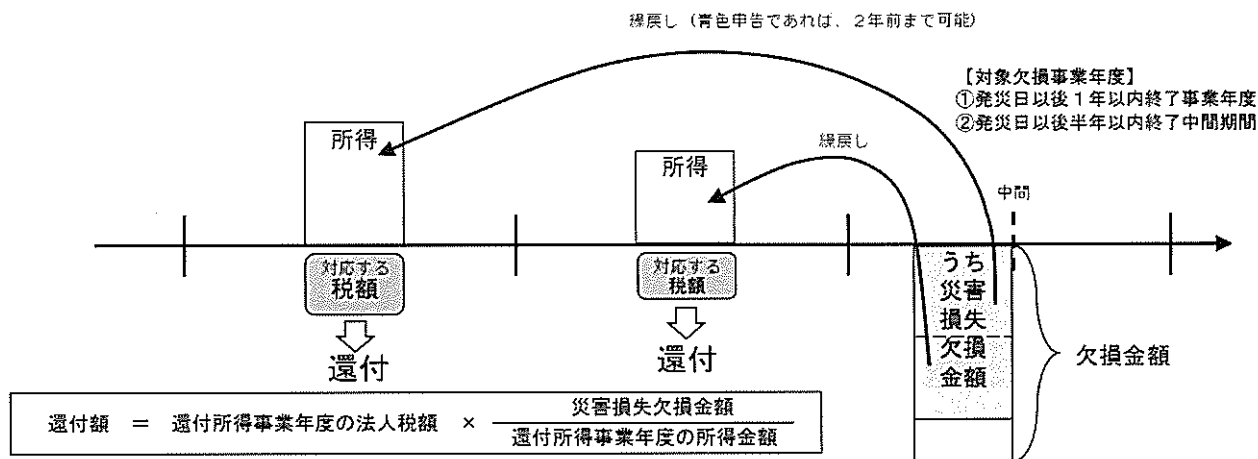 繰戻し（青色申告であれば、２年前まで可能）
【対象欠損事業年度】
①発災日以後１年以内終了事業年度
②発災日以後半年以内終了中間期間
繰戻し
所得
所得
中間
対応する
税額
対応する
税額
還付
還付
うち
災害
損失
欠損
金額
欠損金額
還付額 ＝ 還付所得事業年度の法人税額 × 災害損失欠損金額
還付所得事業年度の所得金額